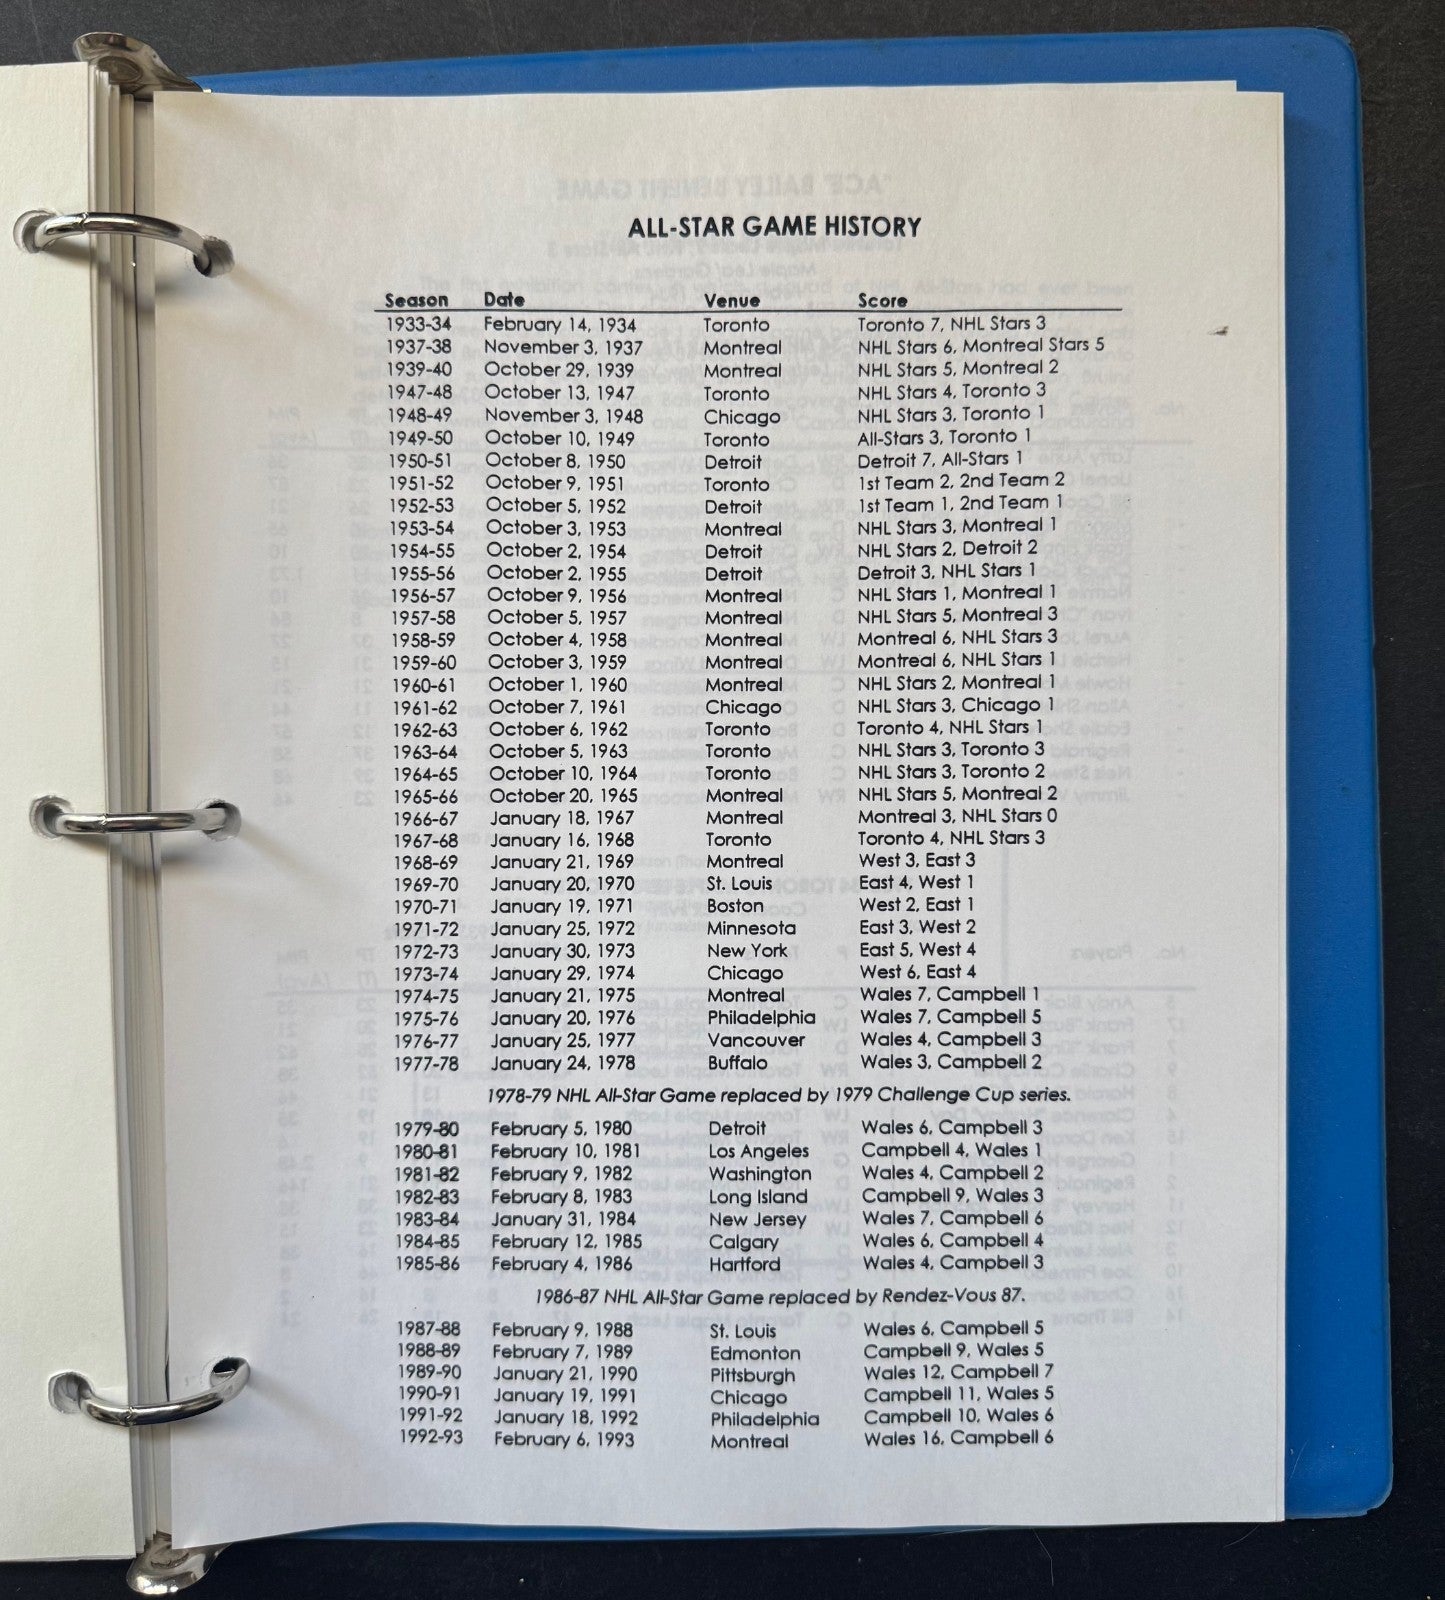 ALL-STAR GAME HISTORY
Season Date Venue Score
1933-34 February 14, 1934 Toronto Toronto 7, NHL Stars 3
1937-38 November 3, 1937 Montreal NHL Stars 6, Montreal Stars 5
1939-40 October 29, 1939 Montreal NHL Stars 5, Montreal 2
1947-48 October 13, 1947 Toronto NHL Stars 4, Toronto 3
1948-49 November 3, 1948 Chicago NHL Stars 3, Toronto 1
1949-50 October 10, 1949 Toronto All-Stars 3, Toronto 1
1950-51 October 8, 1950 Detroit Detroit 7, All-Stars 1
1951-52 October 9, 1951 Toronto 1st Team 2, 2nd Team 2
1952-53 October 5, 1952 Detroit 1st Team 1, 2nd Team 1
1953-54 October 3, 1953 Montreal NHL Stars 3, Montreal 1
1954-55 October 2, 1954 Detroit NHL Stars 2, Detroit 2
1955-56 October 2, 1955 Detroit Detroit 3, NHL Stars 1
1956-57 October 9, 1956 Montreal NHL Stars 1, Montreal 1
1957-58 October 5, 1957 Montreal NHL Stars 5, Montreal 3
1958-59 October 4, 1958 Montreal Montreal 6, NHL Stars 3
1959-60 October 3, 1959 Montreal Montreal 6, NHL Stars 1
1960-61 October 1, 1960 Montreal NHL Stars 2, Montreal 1
1961-62 October 7, 1961 Chicago NHL Stars 3, Chicago 1
1962-63 October 6, 1962 Toronto Toronto 4, NHL Stars 1
1963-64 October 5, 1963 Toronto NHL Stars 3, Toronto 3
1964-65 October 10, 1964 Toronto NHL Stars 3, Toronto 2
1965-66 October 20, 1965 Montreal NHL Stars 5, Montreal 2
1966-67 January 18, 1967 Montreal Montreal 3, NHL Stars 0
1967-68 January 16, 1968 Toronto Toronto 4, NHL Stars 3
1968-69 January 21, 1969 Montreal West 3, East 3
1969-70 January 20, 1970 St. Louis East 4, West 1
1970-71 January 19, 1971 Boston West 2, East 1
1971-72 January 25, 1972 Minnesota East 3, West 2
1972-73 January 30, 1973 New York East 5, West 4
1973-74 January 29, 1974 Chicago West 6, East 4
1974-75 January 21, 1975 Montreal Wales 7, Campbell 1
1975-76 January 20, 1976 Philadelphia Wales 7, Campbell 5
1976-77 January 25, 1977 Vancouver Wales 4, Campbell 3
1977-78 January 24, 1978 Buffalo Wales 3, Campbell 2
1978-79 NHL All-Star Game replaced by 1979 Challenge Cup series.
1979-80 February 5, 1980 Detroit Wales 6, Campbell 3
1980-81 February 10, 1981 Los Angeles Campbell 4, Wales 1
1981-82 February 9, 1982 Washington Wales 4, Campbell 2
1982-83 February 8, 1983 Long Island Campbell 9, Wales 3
1983-84 January 31, 1984 New Jersey Wales 7, Campbell 6
1984-85 February 12, 1985 Calgary Wales 6, Campbell 4
1985-86 February 4, 1986 Hartford Wales 4, Campbell 3
1986-87 NHL All-Star Game replaced by Rendez-Vous 87.
1987-88 February 9, 1988 St. Louis Wales 6, Campbell 5
1988-89 February 7, 1989 Edmonton Campbell 9, Wales 5
1989-90 January 21, 1990 Pittsburgh Wales 12, Campbell 7
1990-91 January 19, 1991 Chicago Campbell 11, Wales 5
1991-92 January 18, 1992 Philadelphia Campbell 10, Wales 6
1992-93 February 6, 1993 Montreal Wales 16, Campbell 6